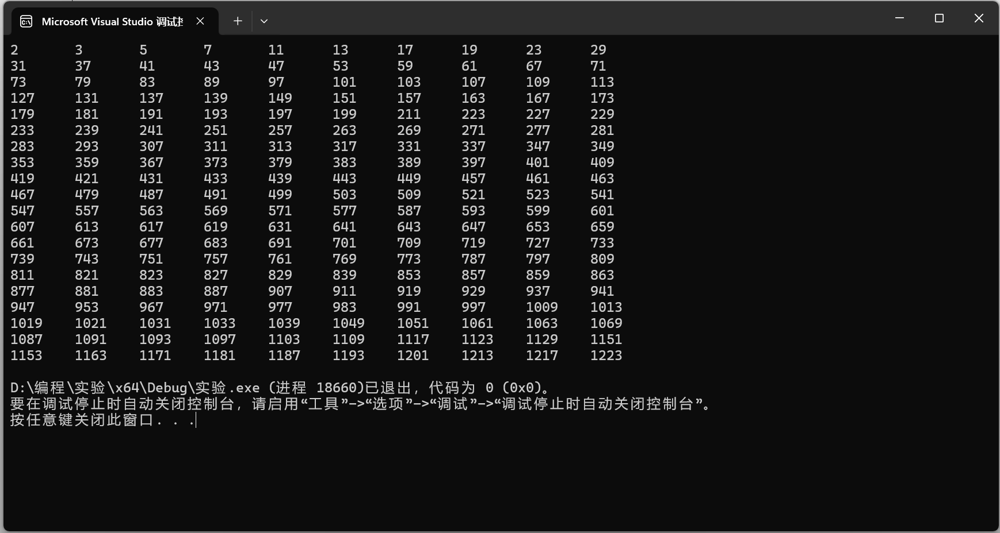 Microsoft Visual Studio 调试
2 3 5 7 11 13 17 19 23 29
31 37 41 43 47 53 59 61 67 71
73 79 83 89 97 101 103 107 109 113
127 131 137 139 149 151 157 163 167 173
179 181 191 193 197 199 211 223 227 229
233 239 241 251 257 263 269 271 277 281
283 293 307 311 313 317 331 337 347 349
353 359 367 373 379 383 389 397 401 409
419 421 431 433 439 443 449 457 461 463
467 479 487 491 499 503 509 521 523 541
547 557 563 569 571 577 587 593 599 601
607 613 617 619 631 641 643 647 653 659
661 673 677 683 691 701 709 719 727 733
739 743 751 757 761 769 773 787 797 809
811 821 823 827 829 839 853 857 859 863
877 881 883 887 907 911 919 929 937 941
947 953 967 971 977 983 991 997 1009 1013
1019 1021 1031 1033 1039 1049 1051 1061 1063 1069
1087 1091 1093 1097 1103 1109 1117 1123 1129 1151
1153 1163 1171 1181 1187 1193 1201 1213 1217 1223
D:\编程\实验\x64\Debug\实验.exe (进程 18660)已退出，代码为 0 (0x0)。
要在调试停止时自动关闭控制台，请启用“工具”->“选项”->“调试”->“调试停止时自动关闭控制台”。
按任意键关闭此窗口. . .